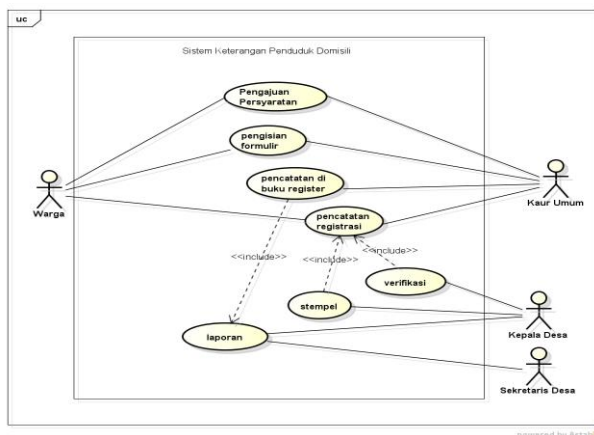 uc
Sistem Keterangan Penduduk Domisili
Pengajuan
Persyaratan
pengisian
formulir
pencatatan di
buku register
pencatatan
registrasi
Warga
Kaur Umum
<<include>>
<<include>>
<<include>>
verifikasi
stempel
laporan
Kepala Desa
Sekretaris Desa